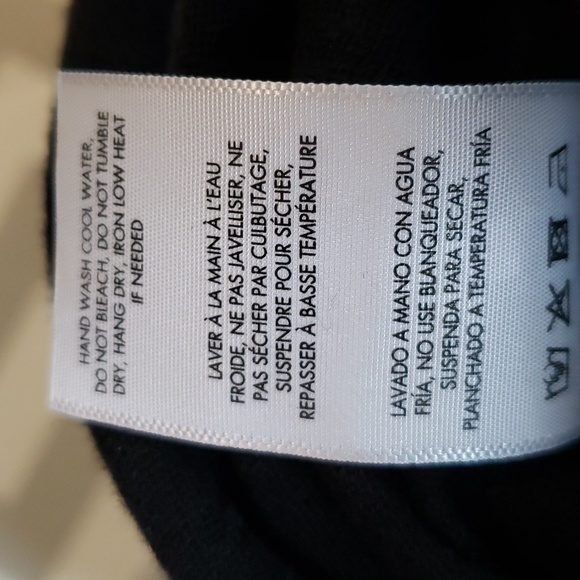 HAND WASH COOL WATER,
DO NOT BLEACH, DO NOT TUMBLE
DRY, HANG DRY, IRON LOW HEAT
IF NEEDED
LAVER À LA MAIN À L'EAU
FROIDE, NE PAS JAVELLISER, NE
PAS SÉCHER PAR CULBUTAGE,
SUSPENDRE POUR SÉCHER,
REPASSER À BASSE TEMPÉRATURE
LAVADO A MANO CON AGUA
FRÍA, NO USE BLANQUEADOR,
SUSPENDA PARA SECAR,
PLANCHADO A TEMPERATURA FRÍA